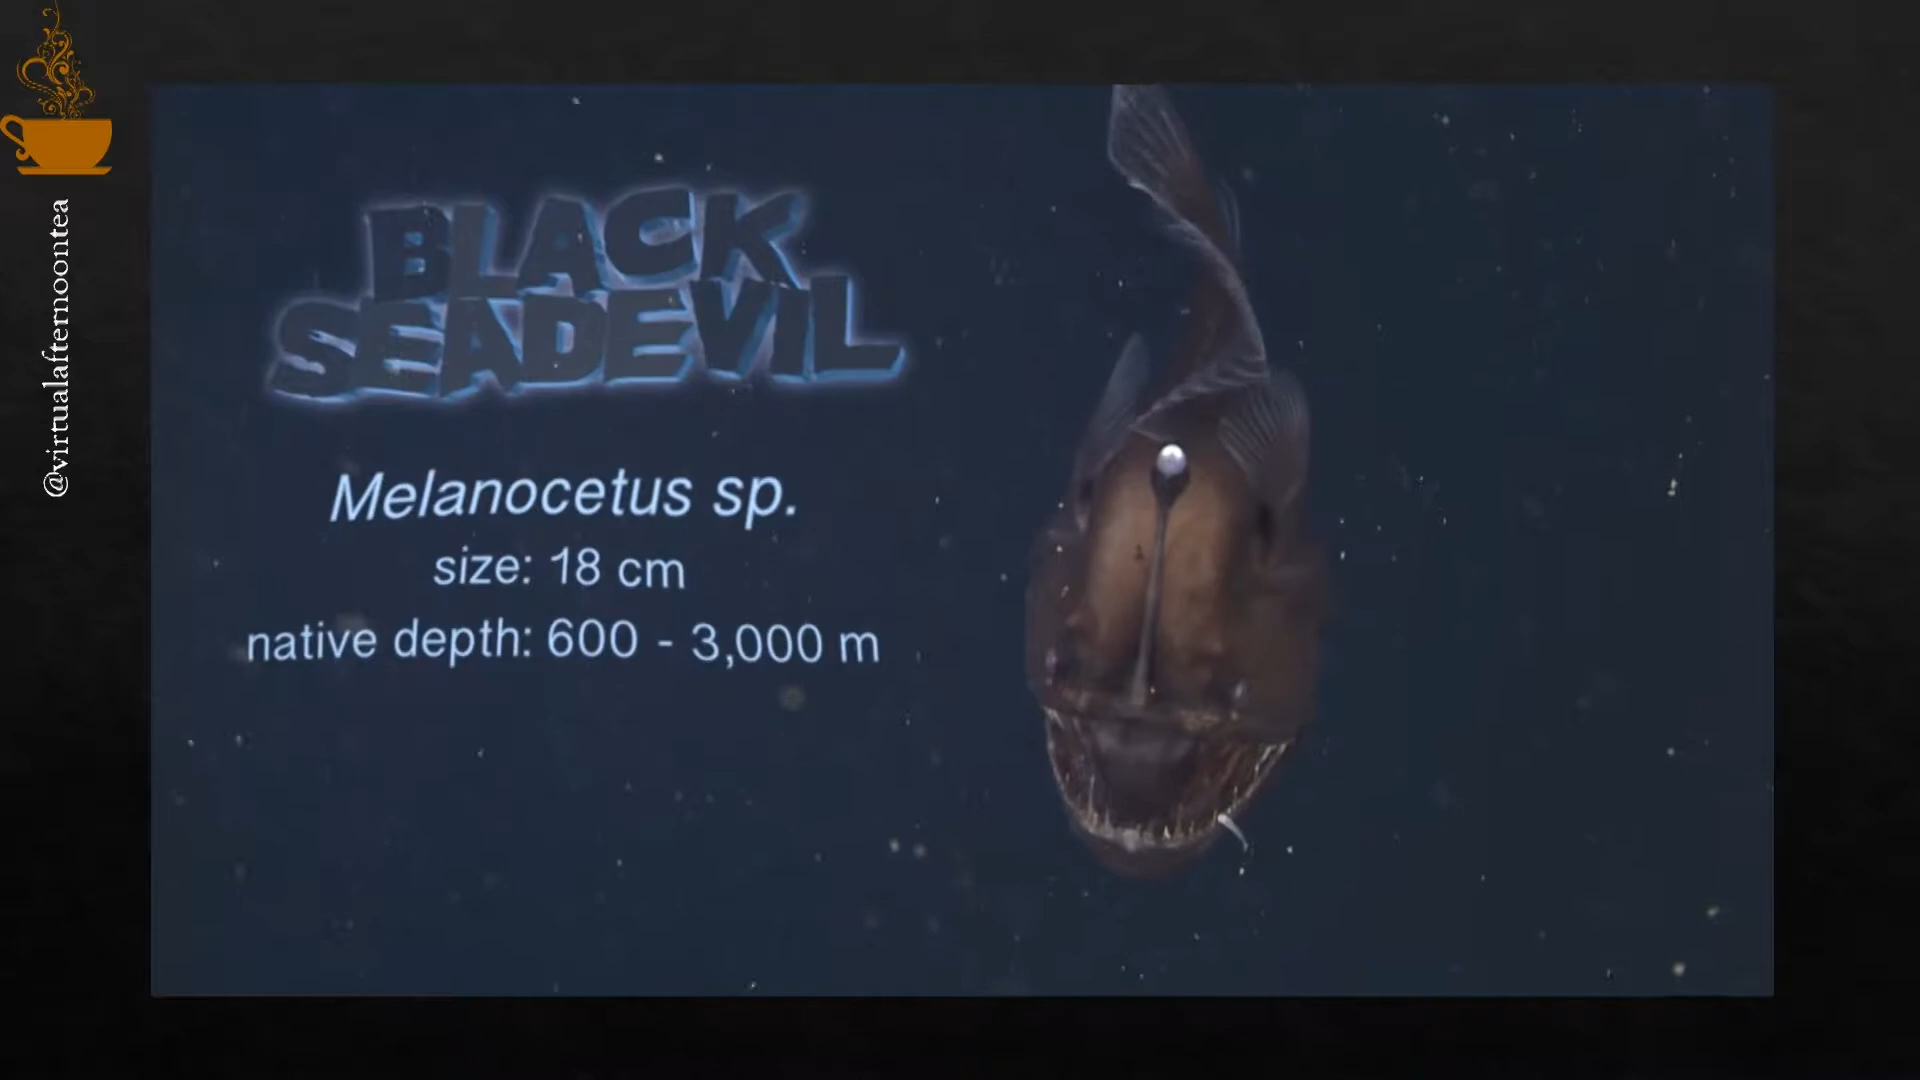 @virtualafternoontea
BLACK
SEADEVIL
Melanocetus sp.
size: 18 cm
native depth: 600 - 3,000 m